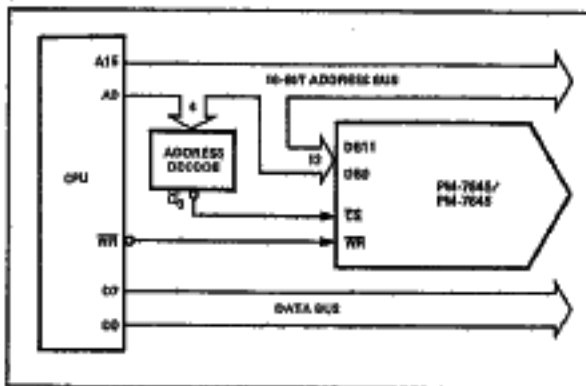 A15
16-BIT ADDRESS BUS
A0
4
ADDRESS
DECODE
12
DB11
DB0
CPU
PM-7645/
PM-7645
CS
WR
WR
D7
DATA BUS
D0